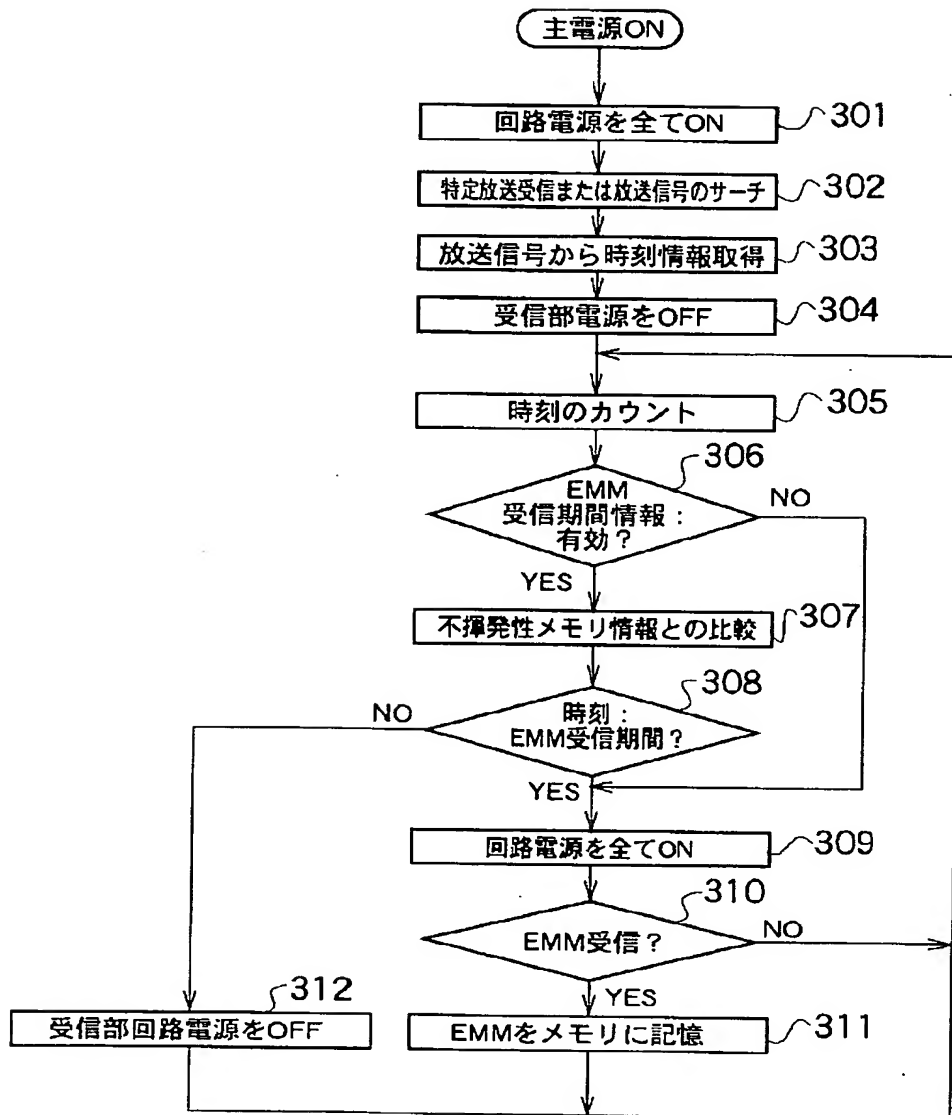 主電源ON
回路電源を全てON
301
特定放送受信または放送信号のサーチ
302
放送信号から時刻情報取得
303
受信部電源をOFF
304
時刻のカウント
305
306
EMM
受信期間情報：
有効？
NO
YES
不揮発性メモリ情報との比較
307
308
時刻：
EMM受信期間？
NO
YES
回路電源を全てON
309
310
EMM受信？
NO
YES
312
受信部回路電源をOFF
EMMをメモリに記憶
311